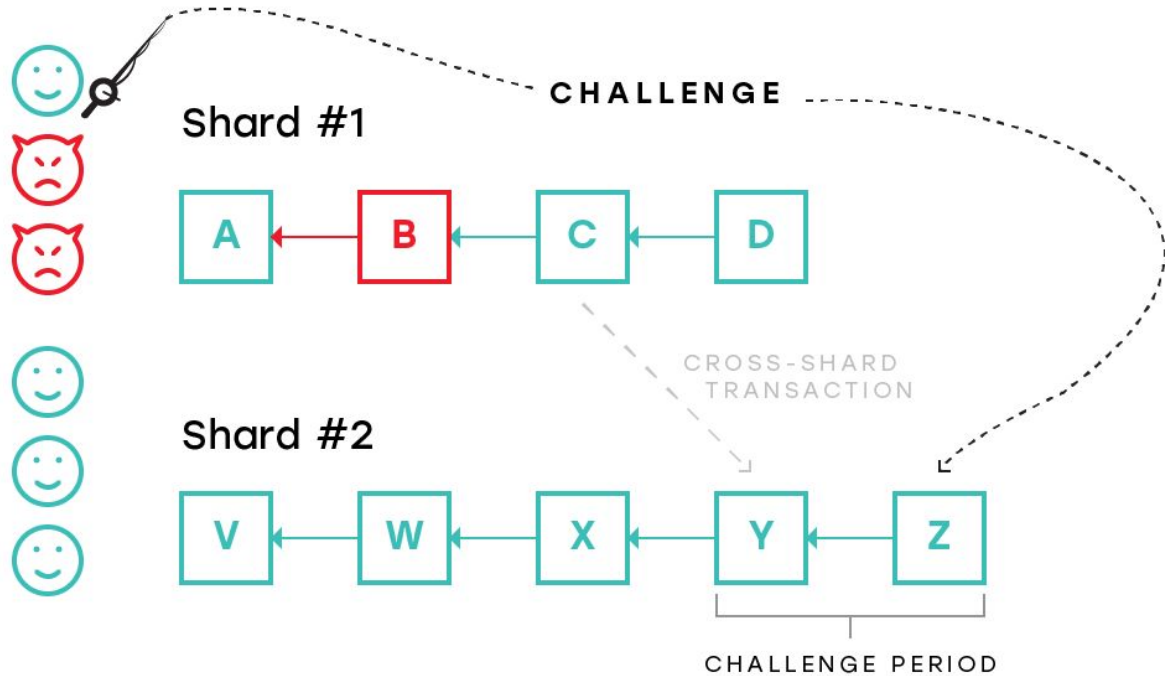 CHALLENGE
Shard #1
A B C D
CROSS-SHARD
TRANSACTION
Shard #2
V W X Y Z
CHALLENGE PERIOD